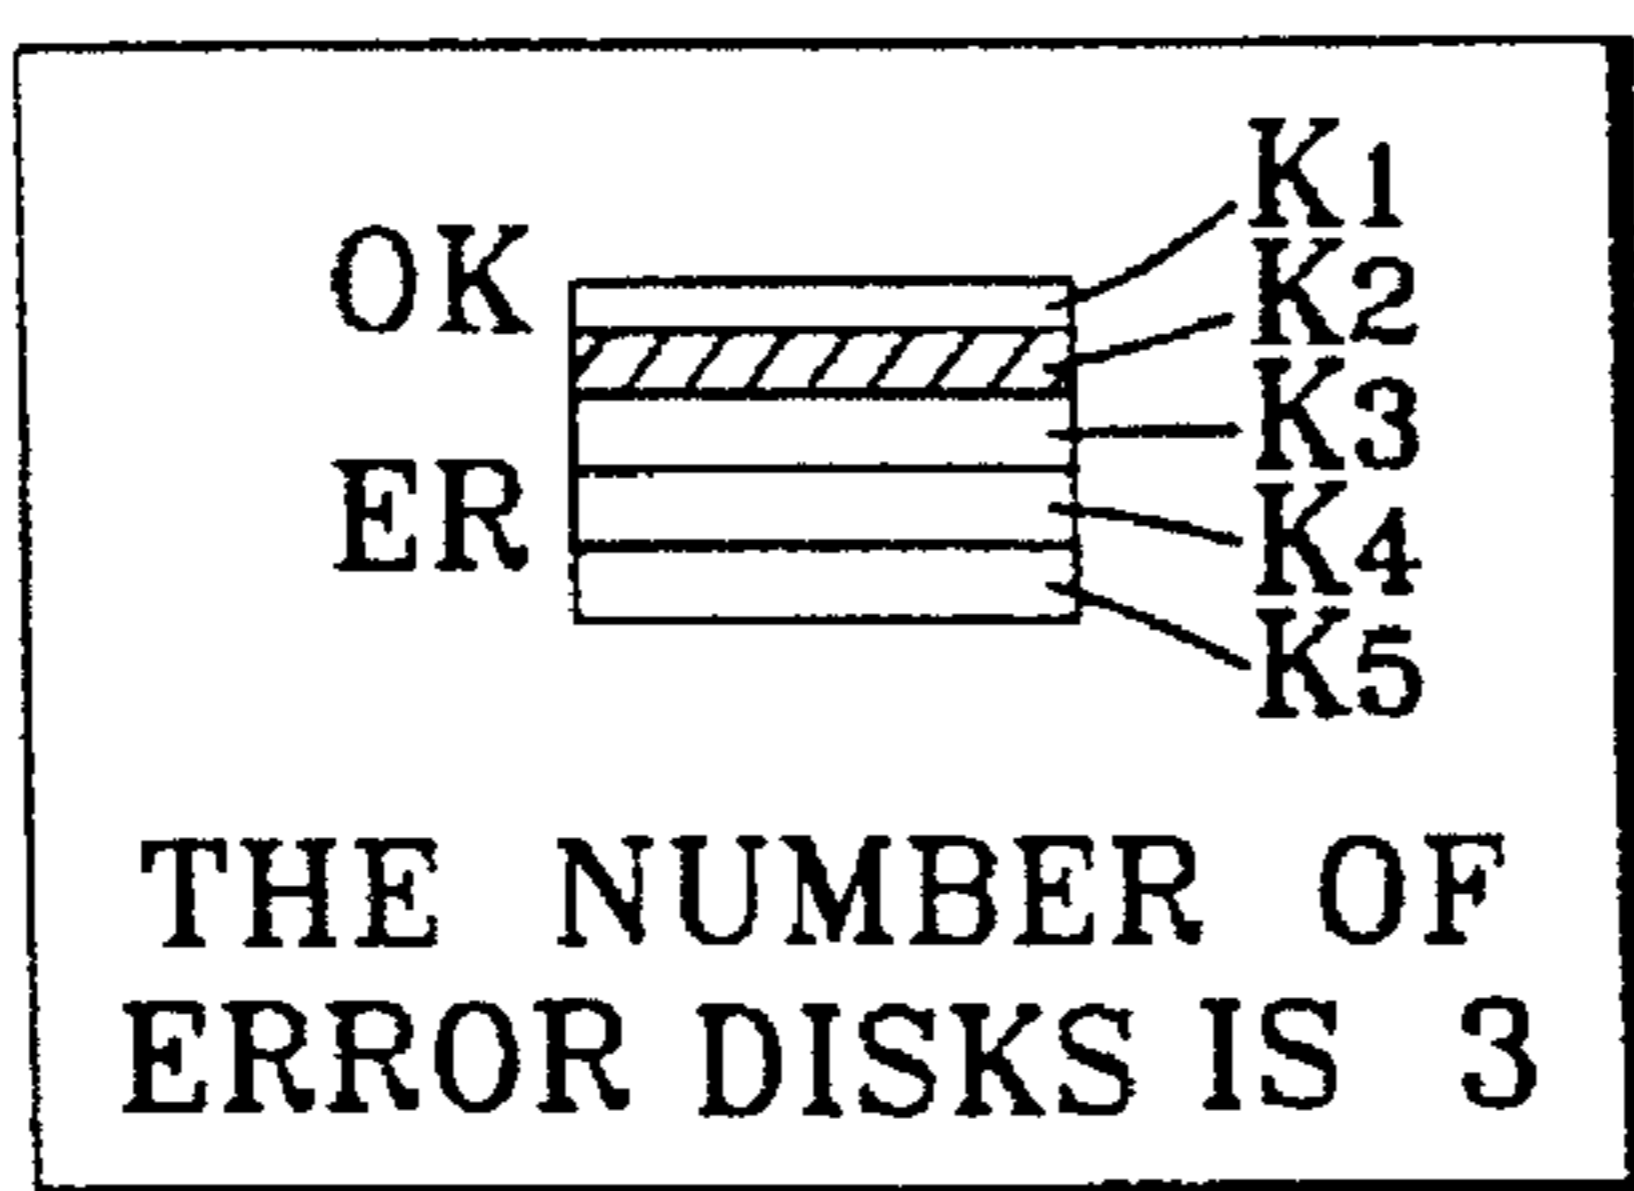 K1
OK
K2
K3
ER
K4
K5
THE NUMBER OF
ERROR DISKS IS 3